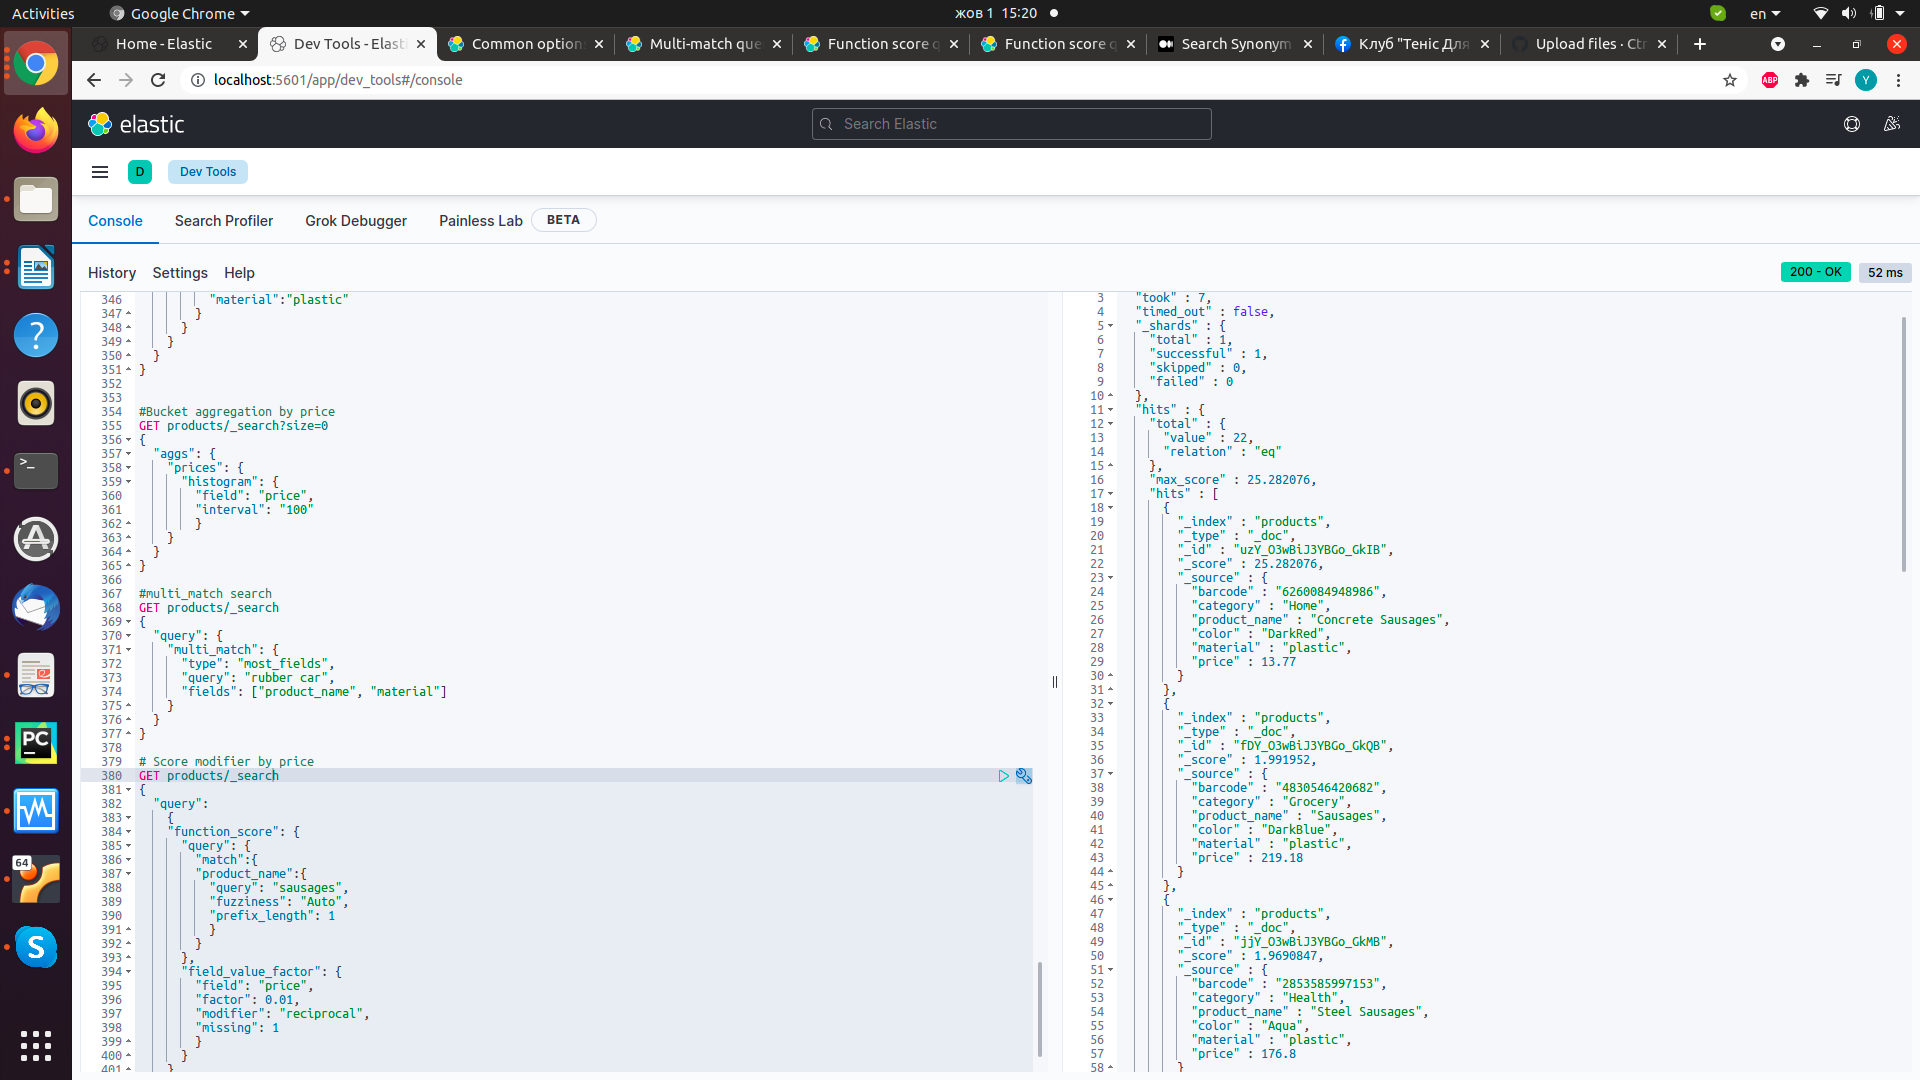 Activities
Google Chrome
жов 1 15:20
en
Home - Elastic
Dev Tools - Elast
Common option
Multi-match que
Function score q
Function score q
Search Synonym
Клуб "Теніс Для
Upload files · Ctr
localhost:5601/app/dev_tools#/console
ABP
Y
elastic
Search Elastic
D
Dev Tools
Console
Search Profiler
Grok Debugger
Painless Lab
BETA
History
Settings
Help
200 - OK
52 ms
346 "material":"plastic"
347 }
348 }
349 }
350 }
351 }
352
353
354 #Bucket aggregation by price
355 GET products/_search?size=0
356 {
357 "aggs": {
358 "prices": {
359 "histogram": {
360 "field": "price",
361 "interval": "100"
362 }
363 }
364 }
365 }
366
367 #multi_match search
368 GET products/_search
369 {
370 "query": {
371 "multi_match": {
372 "type": "most_fields",
373 "query": "rubber car",
374 "fields": ["product_name", "material"]
375 }
376 }
377 }
378
379 # Score modifier by price
380 GET products/_search
381 {
382 "query":
383 {
384 "function_score": {
385 "query": {
386 "match":{
387 "product_name":{
388 "query": "sausages",
389 "fuzziness": "Auto",
390 "prefix_length": 1
391 }
392 }
393 },
394 "field_value_factor": {
395 "field": "price",
396 "factor": 0.01,
397 "modifier": "reciprocal",
398 "missing": 1
399 }
400 }
401 }
3 "took" : 7,
4 "timed_out" : false,
5 "_shards" : {
6 "total" : 1,
7 "successful" : 1,
8 "skipped" : 0,
9 "failed" : 0
10 },
11 "hits" : {
12 "total" : {
13 "value" : 22,
14 "relation" : "eq"
15 },
16 "max_score" : 25.282076,
17 "hits" : [
18 {
19 "_index" : "products",
20 "_type" : "_doc",
21 "_id" : "uzY_O3wBiJ3YBGo_GkIB",
22 "_score" : 25.282076,
23 "_source" : {
24 "barcode" : "6260084948986",
25 "category" : "Home",
26 "product_name" : "Concrete Sausages",
27 "color" : "DarkRed",
28 "material" : "plastic",
29 "price" : 13.77
30 }
31 },
32 {
33 "_index" : "products",
34 "_type" : "_doc",
35 "_id" : "fDY_O3wBiJ3YBGo_GkQB",
36 "_score" : 1.991952,
37 "_source" : {
38 "barcode" : "4830546420682",
39 "category" : "Grocery",
40 "product_name" : "Sausages",
41 "color" : "DarkBlue",
42 "material" : "plastic",
43 "price" : 219.18
44 }
45 },
46 {
47 "_index" : "products",
48 "_type" : "_doc",
49 "_id" : "jjY_O3wBiJ3YBGo_GkMB",
50 "_score" : 1.9690847,
51 "_source" : {
52 "barcode" : "2853585997153",
53 "category" : "Health",
54 "product_name" : "Steel Sausages",
55 "color" : "Aqua",
56 "material" : "plastic",
57 "price" : 176.8
58 }
PC
64
S